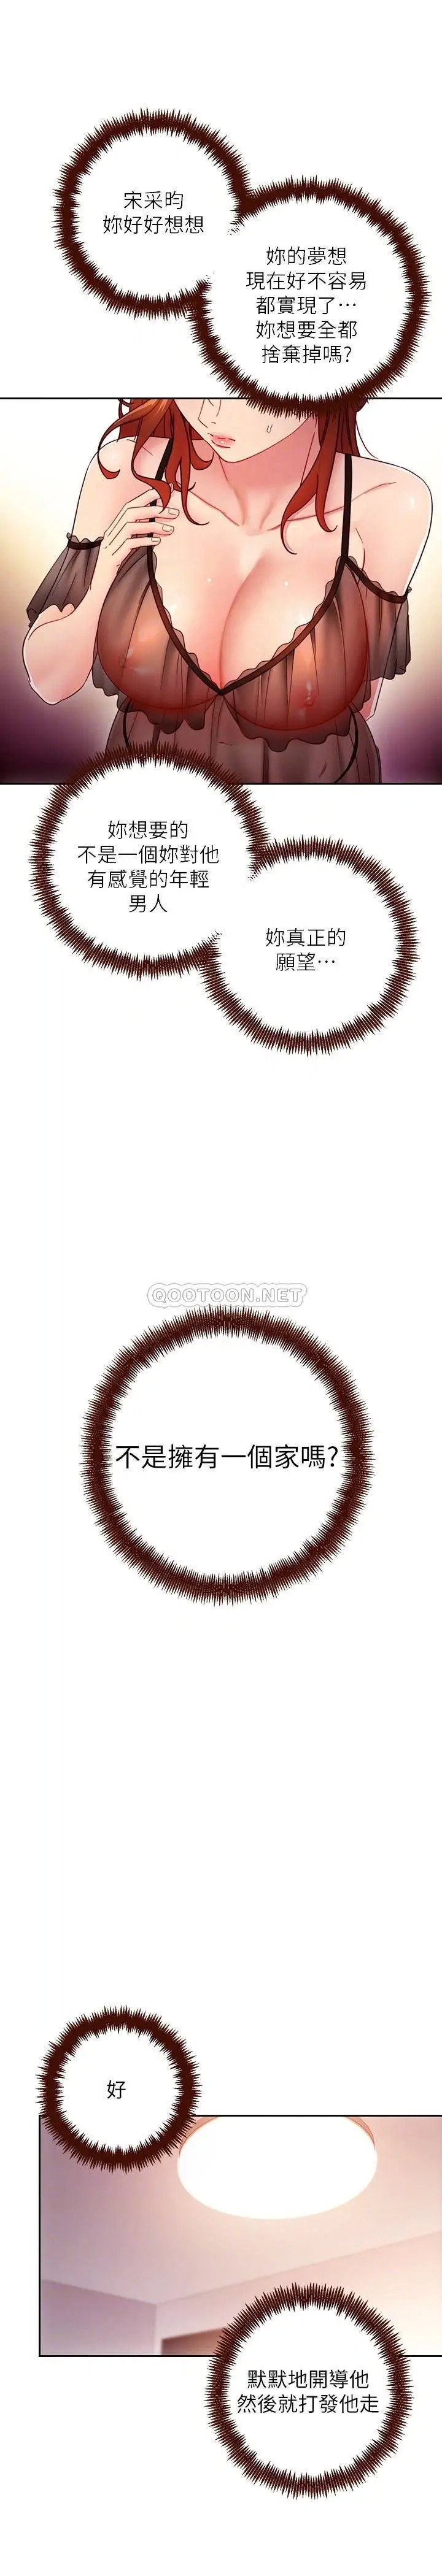 宋采昀
妳好好想想
妳的夢想
現在好不容易
都實現了…
妳想要全都
捨棄掉嗎?
妳想要的
不是一個妳對他
有感覺的年輕
男人
妳真正的
願望…
QOOTOON.NET
不是擁有一個家嗎?
好
默默地開導他
然後就打發他走